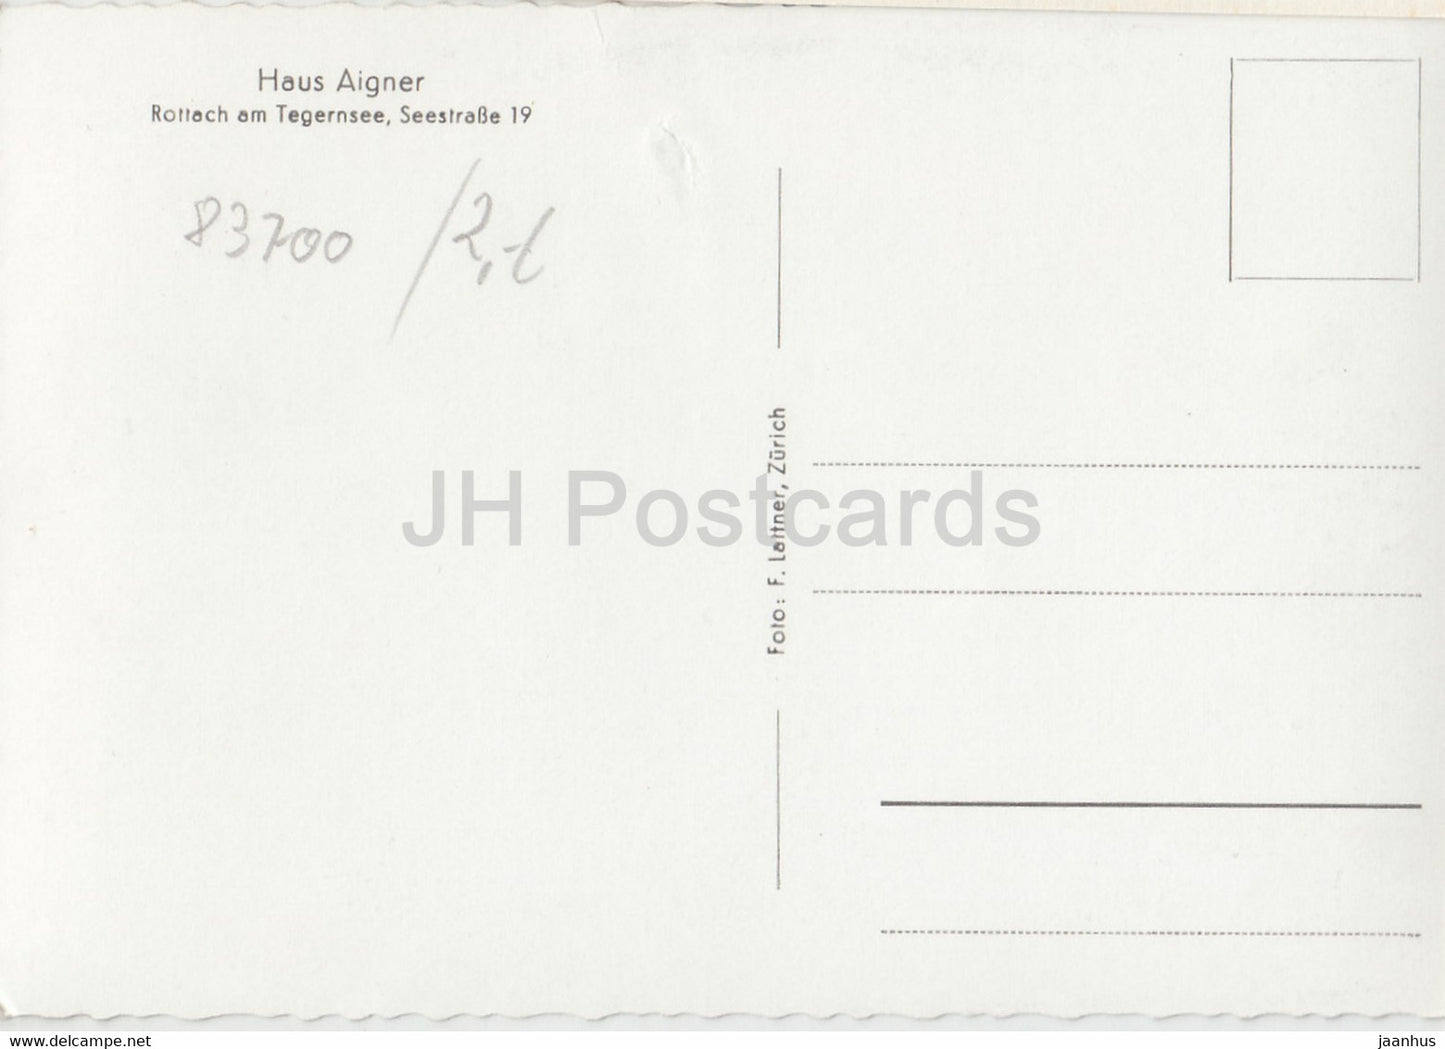 Haus Aigner
Rottach am Tegernsee, Seestraße 19
83700 /2,-
Foto: F. Lattner, Zürich
JH Postcards
www.delcampe.net
jaanhus